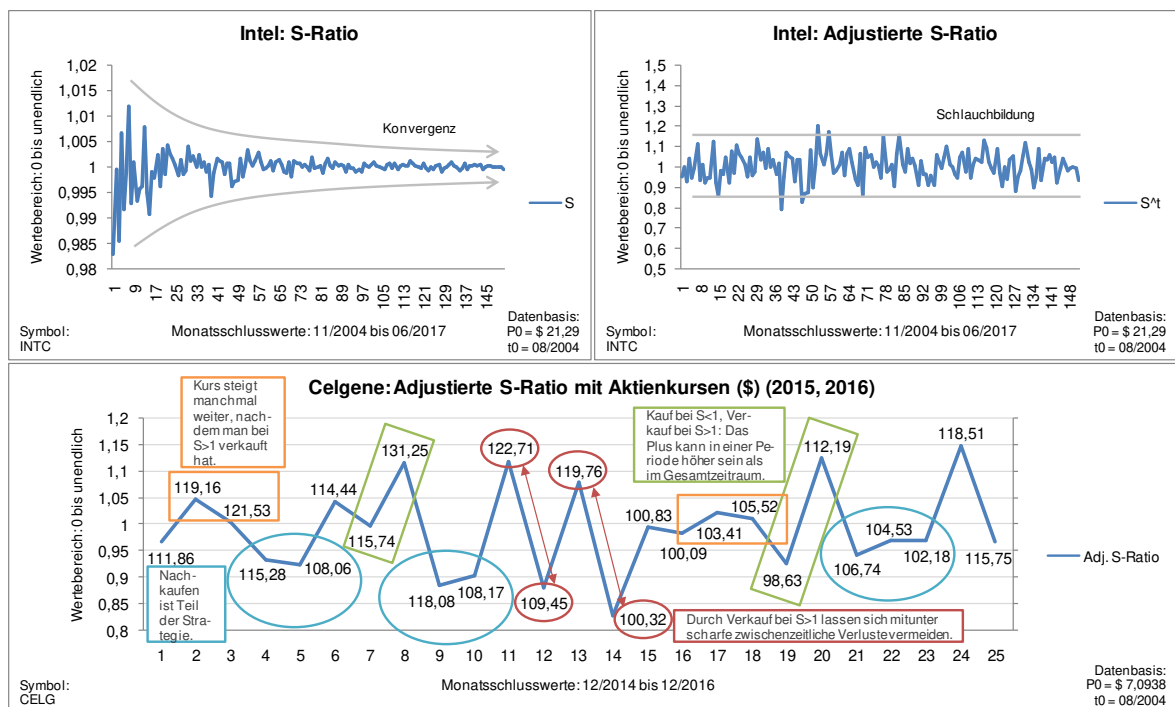 Intel: S-Ratio
Wertebereich: 0 bis unendlich
1,02
1,015
1,01
1,005
1
0,995
0,99
0,985
0,98
Konvergenz
S
1 9 17 25 33 41 49 57 65 73 81 89 97 105 113 121 129 137 145
Symbol:
INTC
Monatsschlusswerte: 11/2004 bis 06/2017
Datenbasis:
P0 = $ 21,29
t0 = 08/2004
Intel: Adjustierte S-Ratio
Wertebereich: 0 bis unendlich
1,5
1,4
1,3
1,2
1,1
1
0,9
0,8
0,7
0,6
0,5
Schlauchbildung
S^t
1 8 15 22 29 36 43 50 57 64 71 78 85 92 99 106 113 120 127 134 141 148
Symbol:
INTC
Monatsschlusswerte: 11/2004 bis 06/2017
Datenbasis:
P0 = $ 21,29
t0 = 08/2004
Celgene: Adjustierte S-Ratio mit Aktienkursen ($) (2015, 2016)
Wertebereich: 0 bis unendlich
1,2
1,15
1,1
1,05
1
0,95
0,9
0,85
0,8
Kurs steigt
manchmal
weiter, nach-
dem man bei
S>1 verkauft
hat.
Kauf bei S<1, Ver-
kauf bei S>1: Das
Plus kann in einer Pe-
riode höher sein als
im Gesamtzeitraum.
Nach-
kaufen
ist Teil
der Stra-
tegie.
Durch Verkauf bei S>1 lassen sich mitunter
scharfe zwischenzeitliche Verluste vermeiden.
111,86
119,16
121,53
115,28
108,06
114,44
115,74
131,25
118,08
108,17
122,71
109,45
119,76
100,32
100,83
100,09
103,41
105,52
98,63
112,19
106,74
104,53
102,18
118,51
115,75
Adj. S-Ratio
1 2 3 4 5 6 7 8 9 10 11 12 13 14 15 16 17 18 19 20 21 22 23 24 25
Symbol:
CELG
Monatsschlusswerte: 12/2014 bis 12/2016
Datenbasis:
P0 = $ 7,0938
t0 = 08/2004